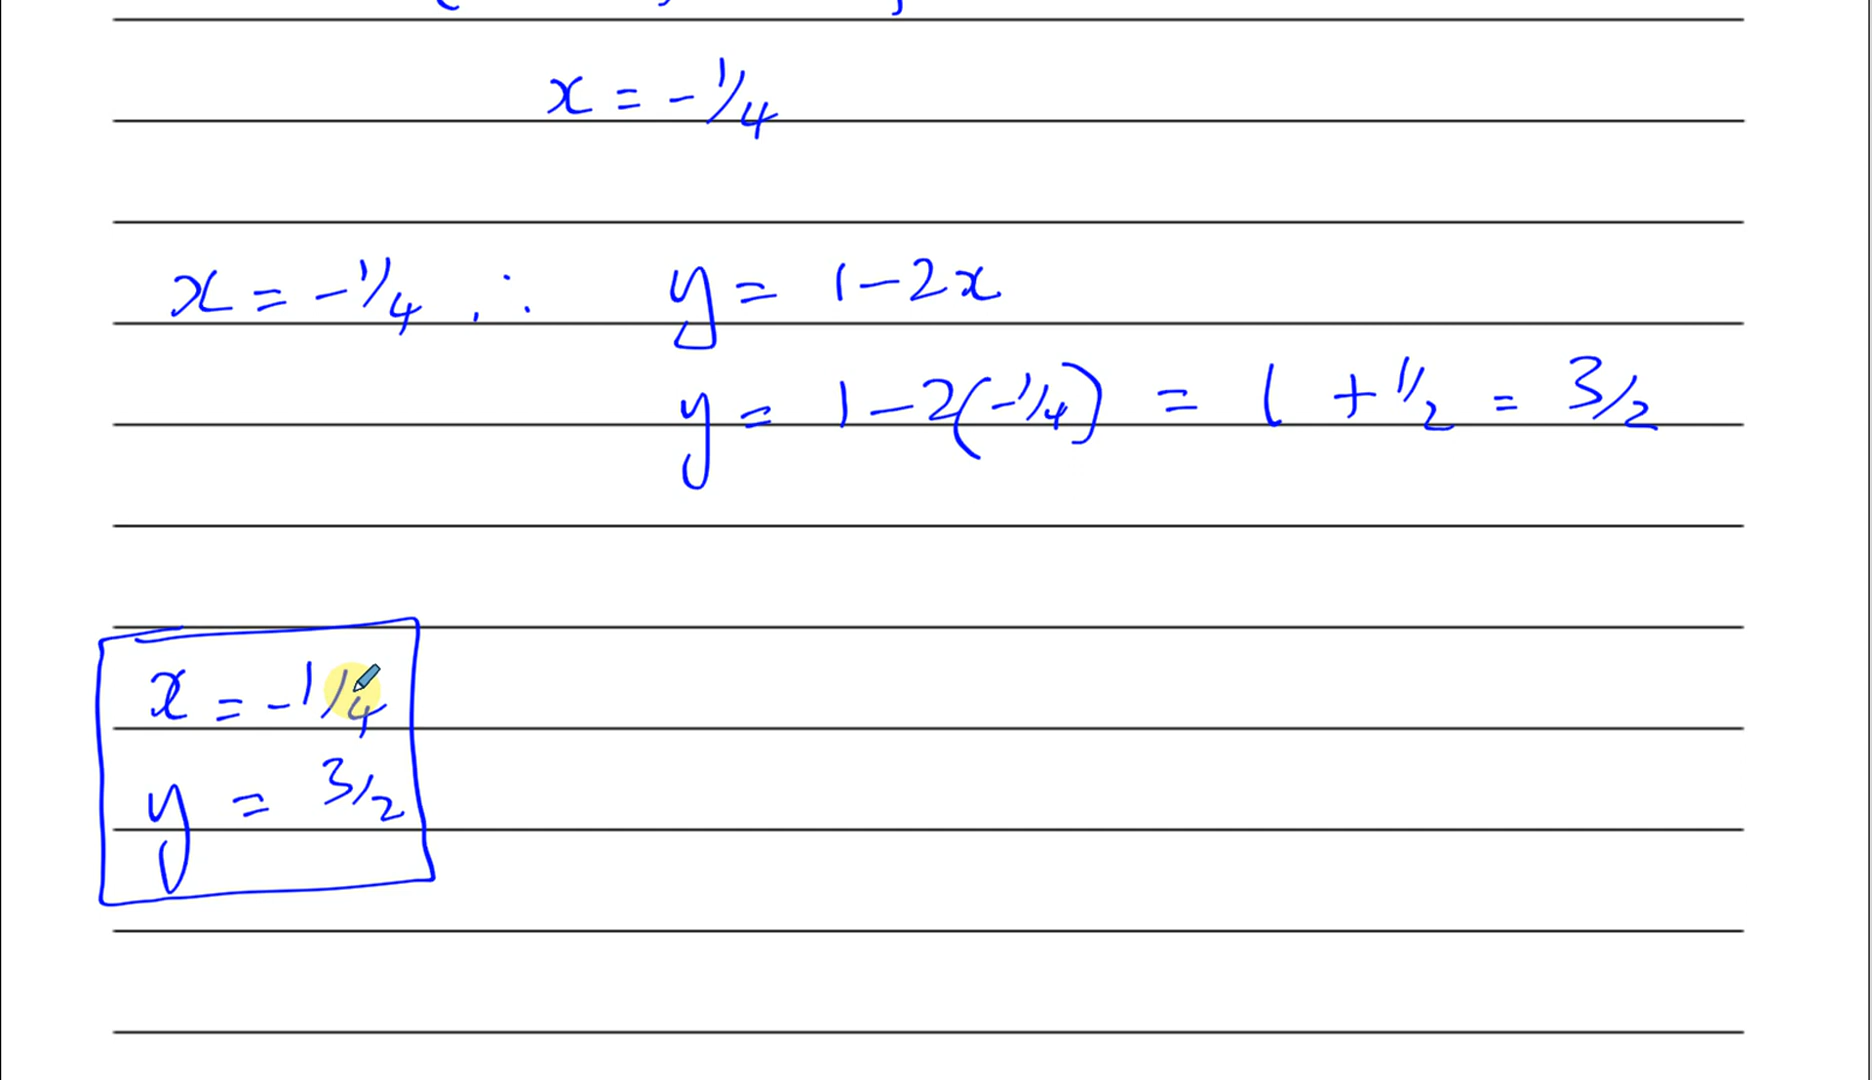 x = -1/4
x = -1/4 , ∴ y = 1-2x
y = 1-2(-1/4) = 1 + 1/2 = 3/2
x = -1/4
y = 3/2